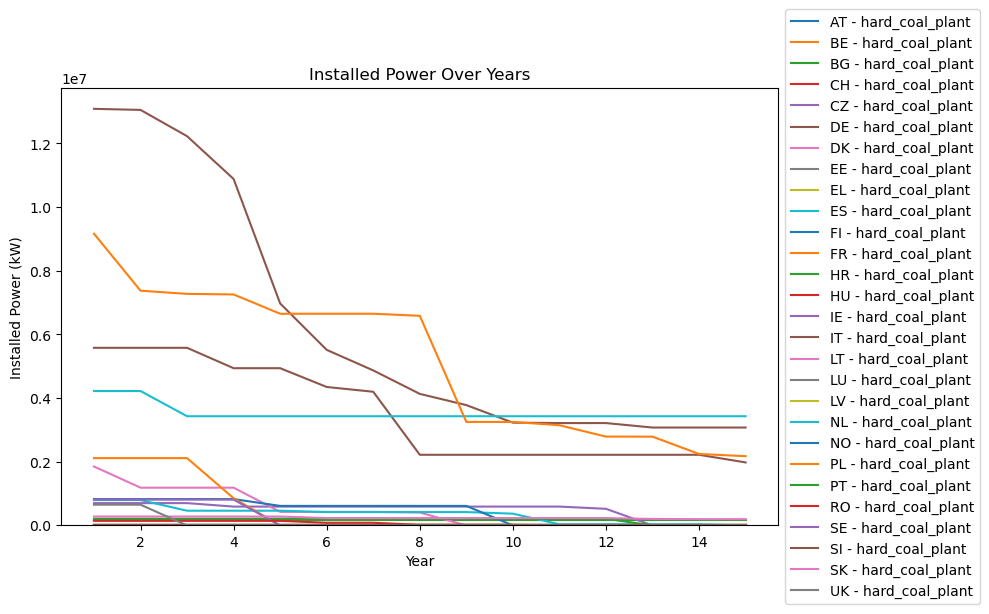 Installed Power Over Years
1e7
1.2
1.0
0.8
0.6
0.4
0.2
0.0
Installed Power (kW)
2
4
6
8
10
12
14
Year
AT - hard_coal_plant
BE - hard_coal_plant
BG - hard_coal_plant
CH - hard_coal_plant
CZ - hard_coal_plant
DE - hard_coal_plant
DK - hard_coal_plant
EE - hard_coal_plant
EL - hard_coal_plant
ES - hard_coal_plant
FI - hard_coal_plant
FR - hard_coal_plant
HR - hard_coal_plant
HU - hard_coal_plant
IE - hard_coal_plant
IT - hard_coal_plant
LT - hard_coal_plant
LU - hard_coal_plant
LV - hard_coal_plant
NL - hard_coal_plant
NO - hard_coal_plant
PL - hard_coal_plant
PT - hard_coal_plant
RO - hard_coal_plant
SE - hard_coal_plant
SI - hard_coal_plant
SK - hard_coal_plant
UK - hard_coal_plant